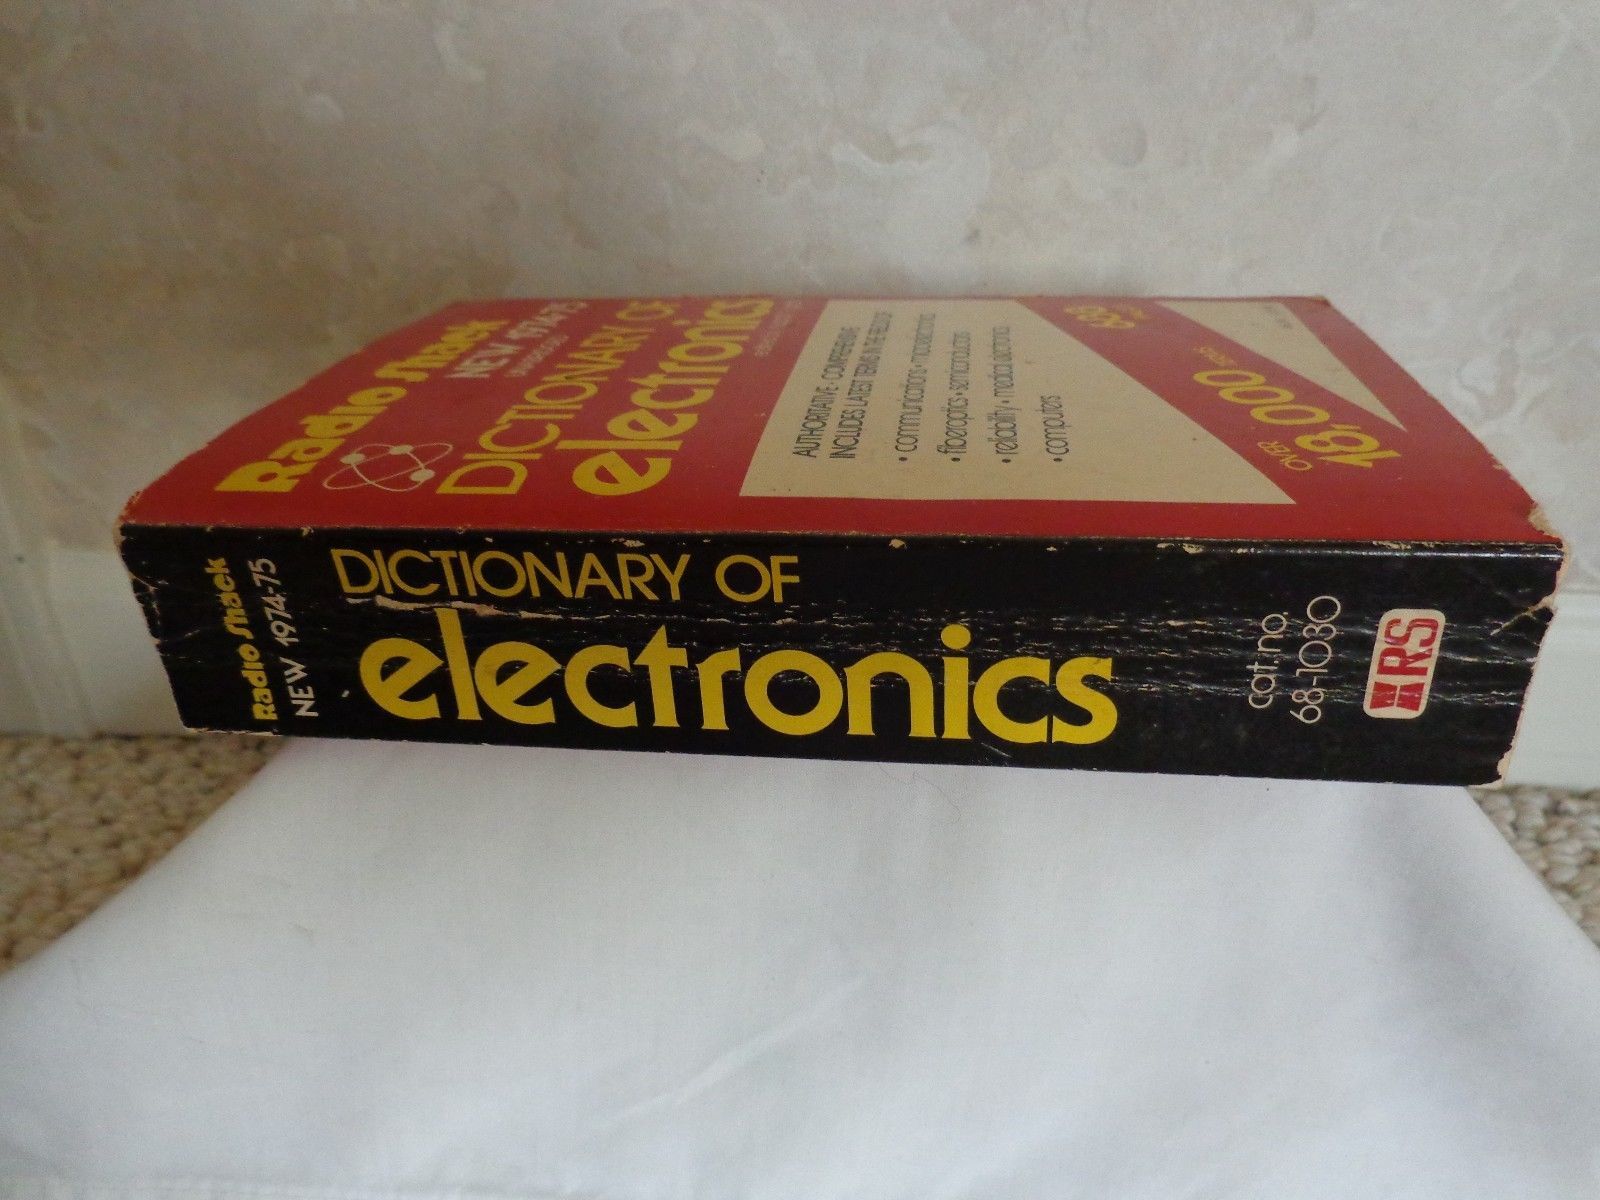 Radio Shack
NEW 1974-75
DICTIONARY OF
electronics
AUTHORITATIVE • COMPREHENSIVE
INCLUDES LATEST TERMS IN THE FIELDS OF
• communications • microelectronics
• fiberoptics • semiconductors
• reliability • medical electronics
• computers
OVER
18,000
Radio Shack
NEW 1974-75
DICTIONARY OF
electronics
cat. no.
68-1030
RS